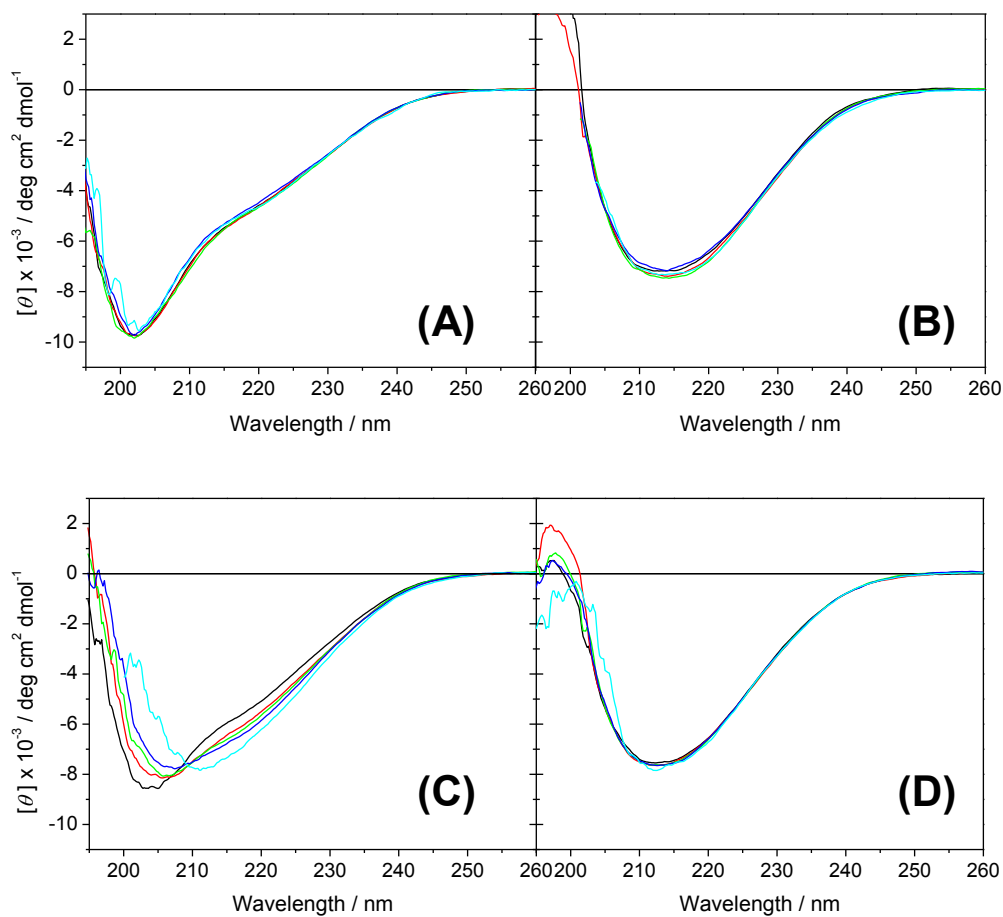 2
0
-2
-4
-6
-8
-10
[θ] x 10⁻³ / deg cm² dmol⁻¹
(A)
(B)
200 210 220 230 240 250 260 200 210 220 230 240 250 260
Wavelength / nm Wavelength / nm
2
0
-2
-4
-6
-8
-10
[θ] x 10⁻³ / deg cm² dmol⁻¹
(C)
(D)
200 210 220 230 240 250 260 200 210 220 230 240 250 260
Wavelength / nm Wavelength / nm